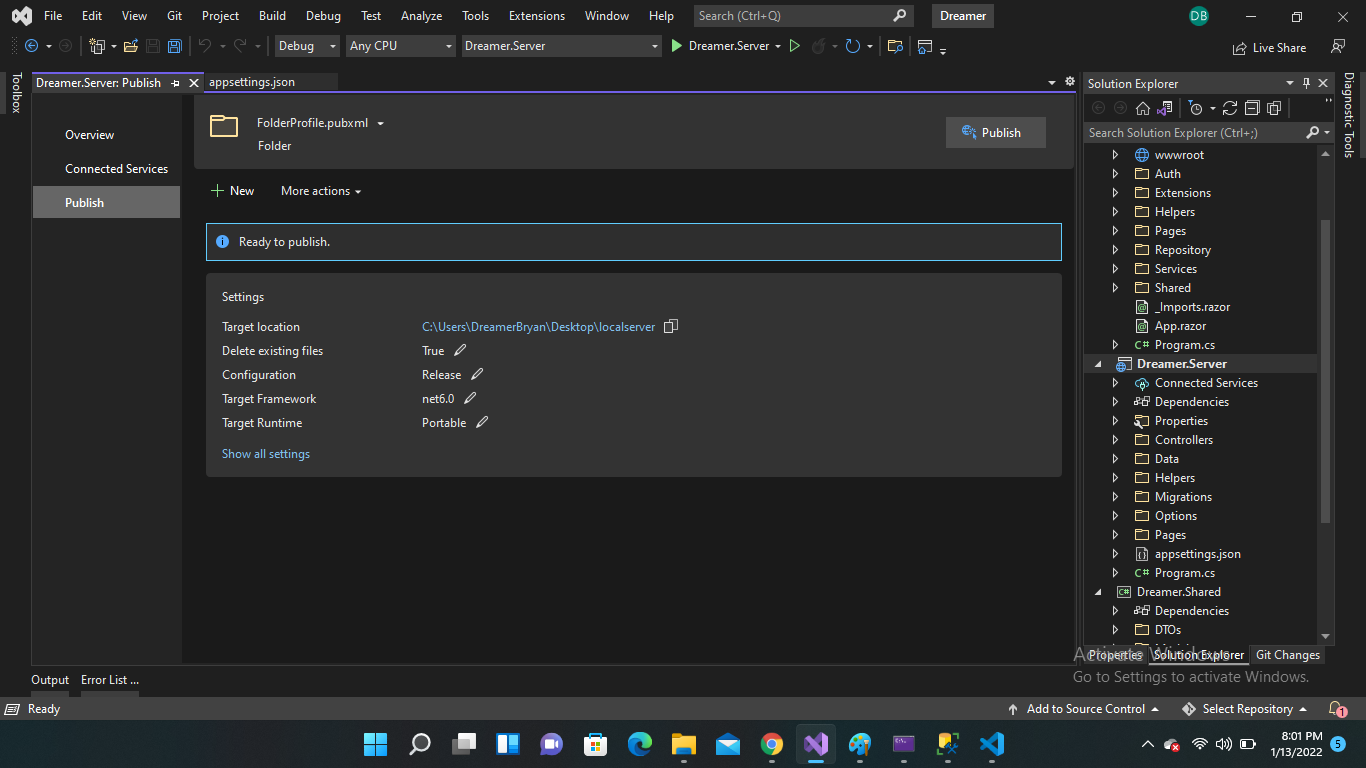 File Edit View Git Project Build Debug Test Analyze Tools Extensions Window Help Search (Ctrl+Q) Dreamer DB
Debug Any CPU Dreamer.Server Dreamer.Server Live Share
Toolbox
Dreamer.Server: Publish appsettings.json
Overview
Connected Services
Publish
FolderProfile.pubxml
Folder
Publish
New More actions
Ready to publish.
Settings
Target location C:\Users\DreamerBryan\Desktop\localserver
Delete existing files True
Configuration Release
Target Framework net6.0
Target Runtime Portable
Show all settings
Solution Explorer
Search Solution Explorer (Ctrl+;)
wwwroot
Auth
Extensions
Helpers
Pages
Repository
Services
Shared
_Imports.razor
App.razor
C# Program.cs
Dreamer.Server
Connected Services
Dependencies
Properties
Controllers
Data
Helpers
Migrations
Options
Pages
appsettings.json
C# Program.cs
C# Dreamer.Shared
Dependencies
DTOs
Properties Solution Explorer Git Changes
Diagnostic Tools
Activate Windows
Go to Settings to activate Windows.
Output Error List ...
Ready Add to Source Control Select Repository 1
8:01 PM
1/13/2022 5